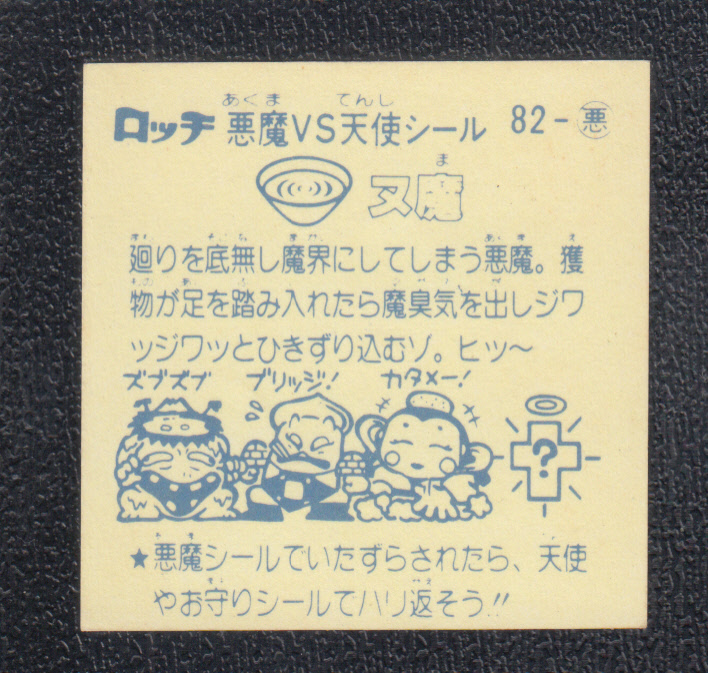 ロッチ 悪魔VS天使シール 82-悪
あくま てんし
ヌ魔
ま
廻りを底無し魔界にしてしまう悪魔。獲
物が足を踏み入れたら魔臭気を出しジワ
ッジワッとひきずり込むゾ。ヒッ〜
ズブズブ ブリッジ! カタメー!
?
★悪魔シールでいたずらされたら、天使
やお守りシールでハリ返そう!!